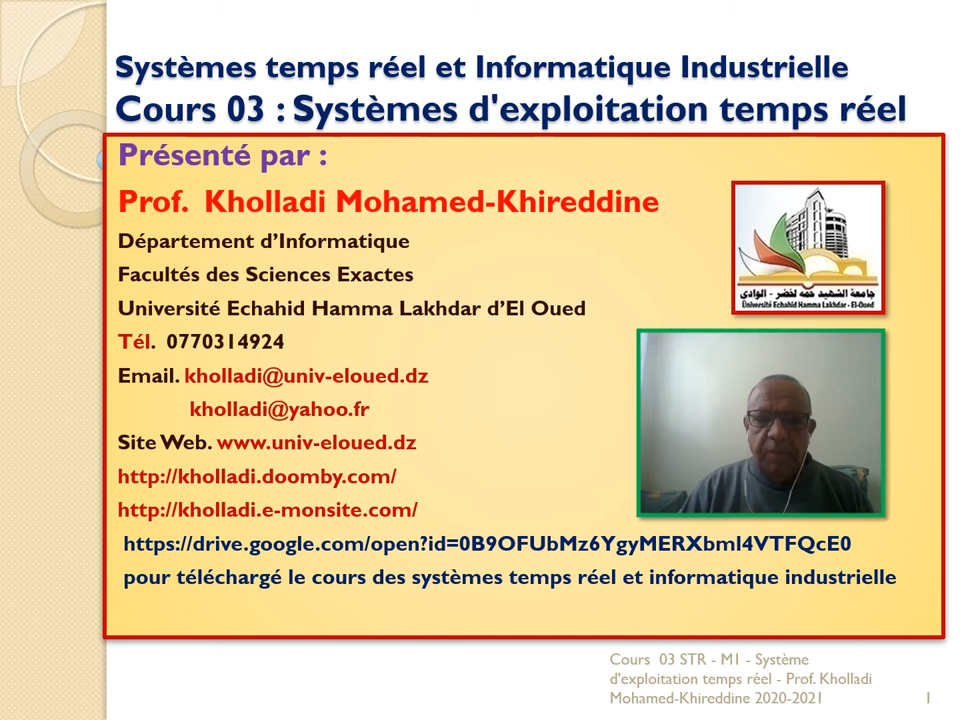 Systèmes temps réel et Informatique Industrielle
Cours 03 : Systèmes d'exploitation temps réel
Présenté par :
Prof. Kholladi Mohamed-Khireddine
Département d’Informatique
Facultés des Sciences Exactes
Université Echahid Hamma Lakhdar d’El Oued
Tél. 0770314924
Email. kholladi@univ-eloued.dz
kholladi@yahoo.fr
Site Web. www.univ-eloued.dz
http://kholladi.doomby.com/
http://kholladi.e-monsite.com/
https://drive.google.com/open?id=0B9OFUbMz6YgyMERXbml4VTFQcE0
pour téléchargé le cours des systèmes temps réel et informatique industrielle
جامعة الشهيد حمه لخضر - الوادي
Université Echahid Hamma Lakhdar - El-Oued
Cours 03 STR - M1 - Système
d'exploitation temps réel - Prof. Kholladi
Mohamed-Khireddine 2020-2021
1